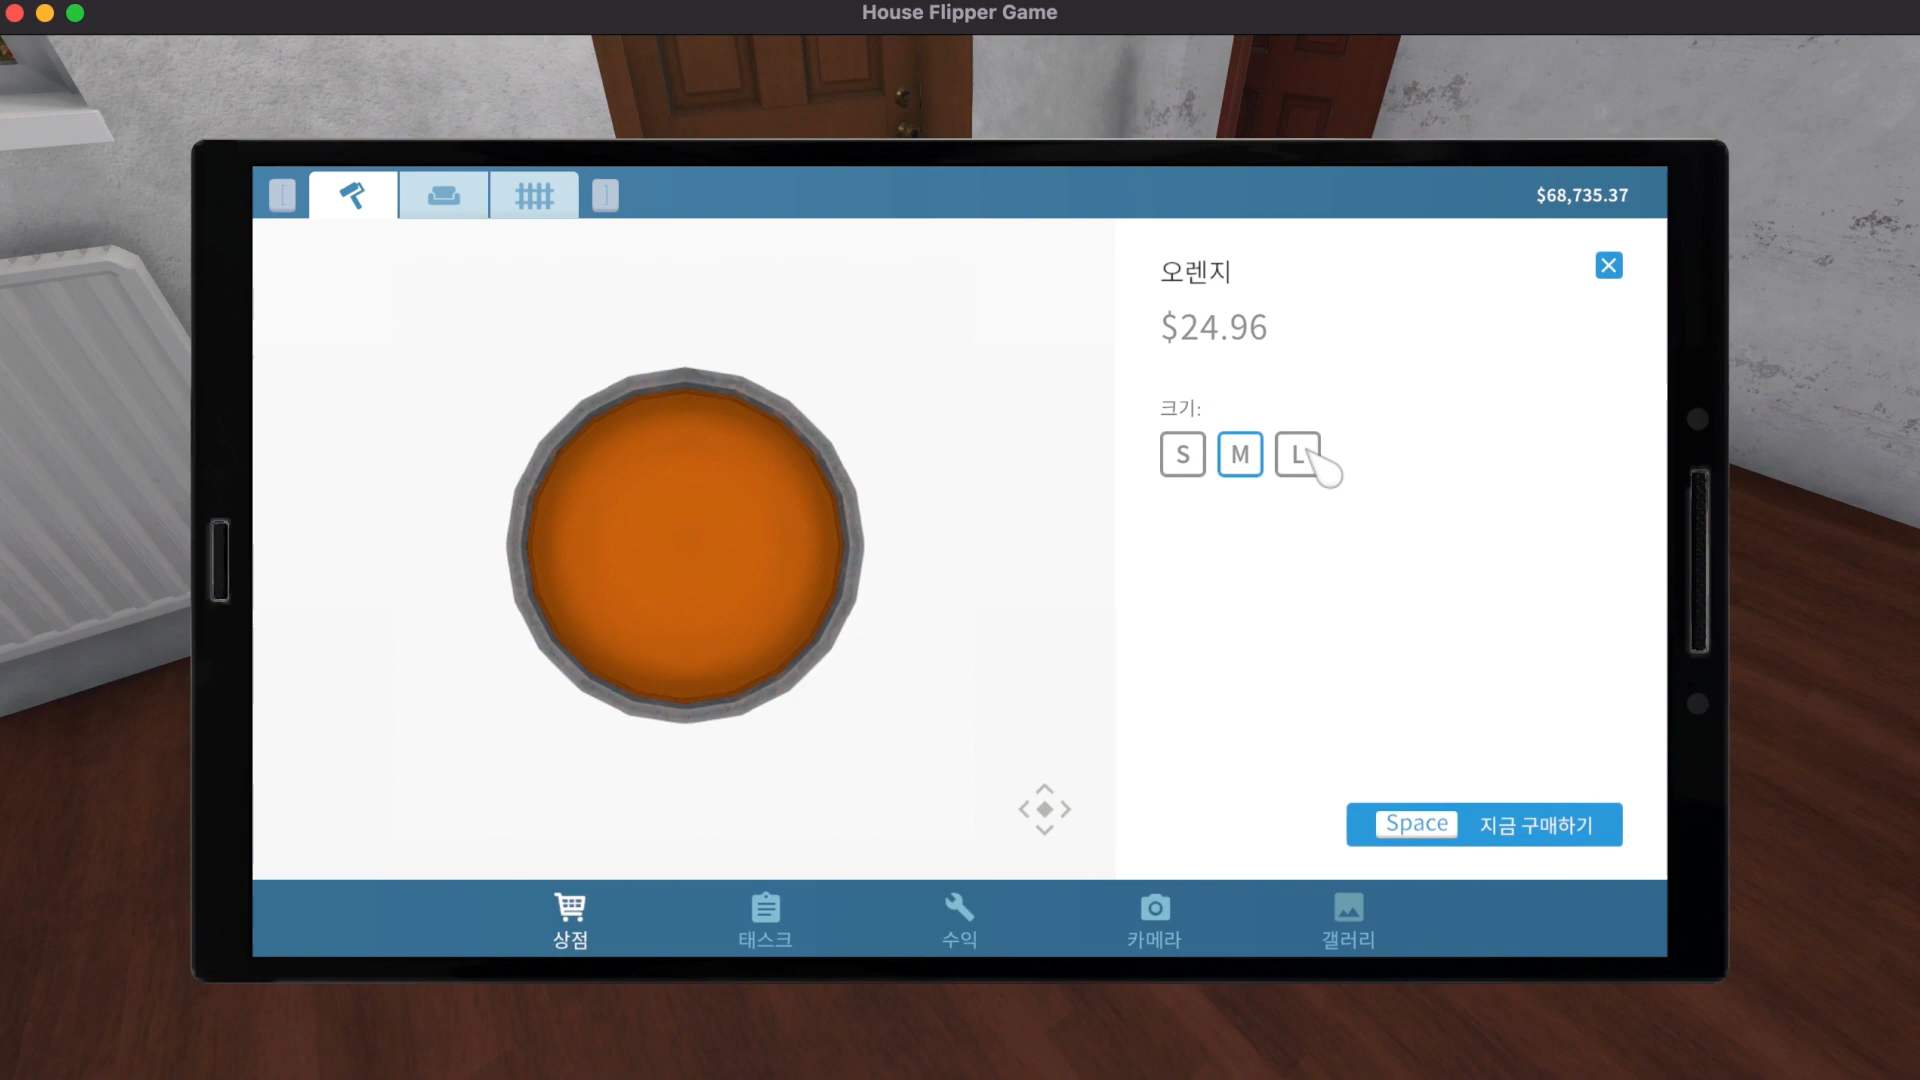 House Flipper Game
[
]
$68,735.37
오렌지
$24.96
크기:
S M L
Space 지금 구매하기
상점 태스크 수익 카메라 갤러리